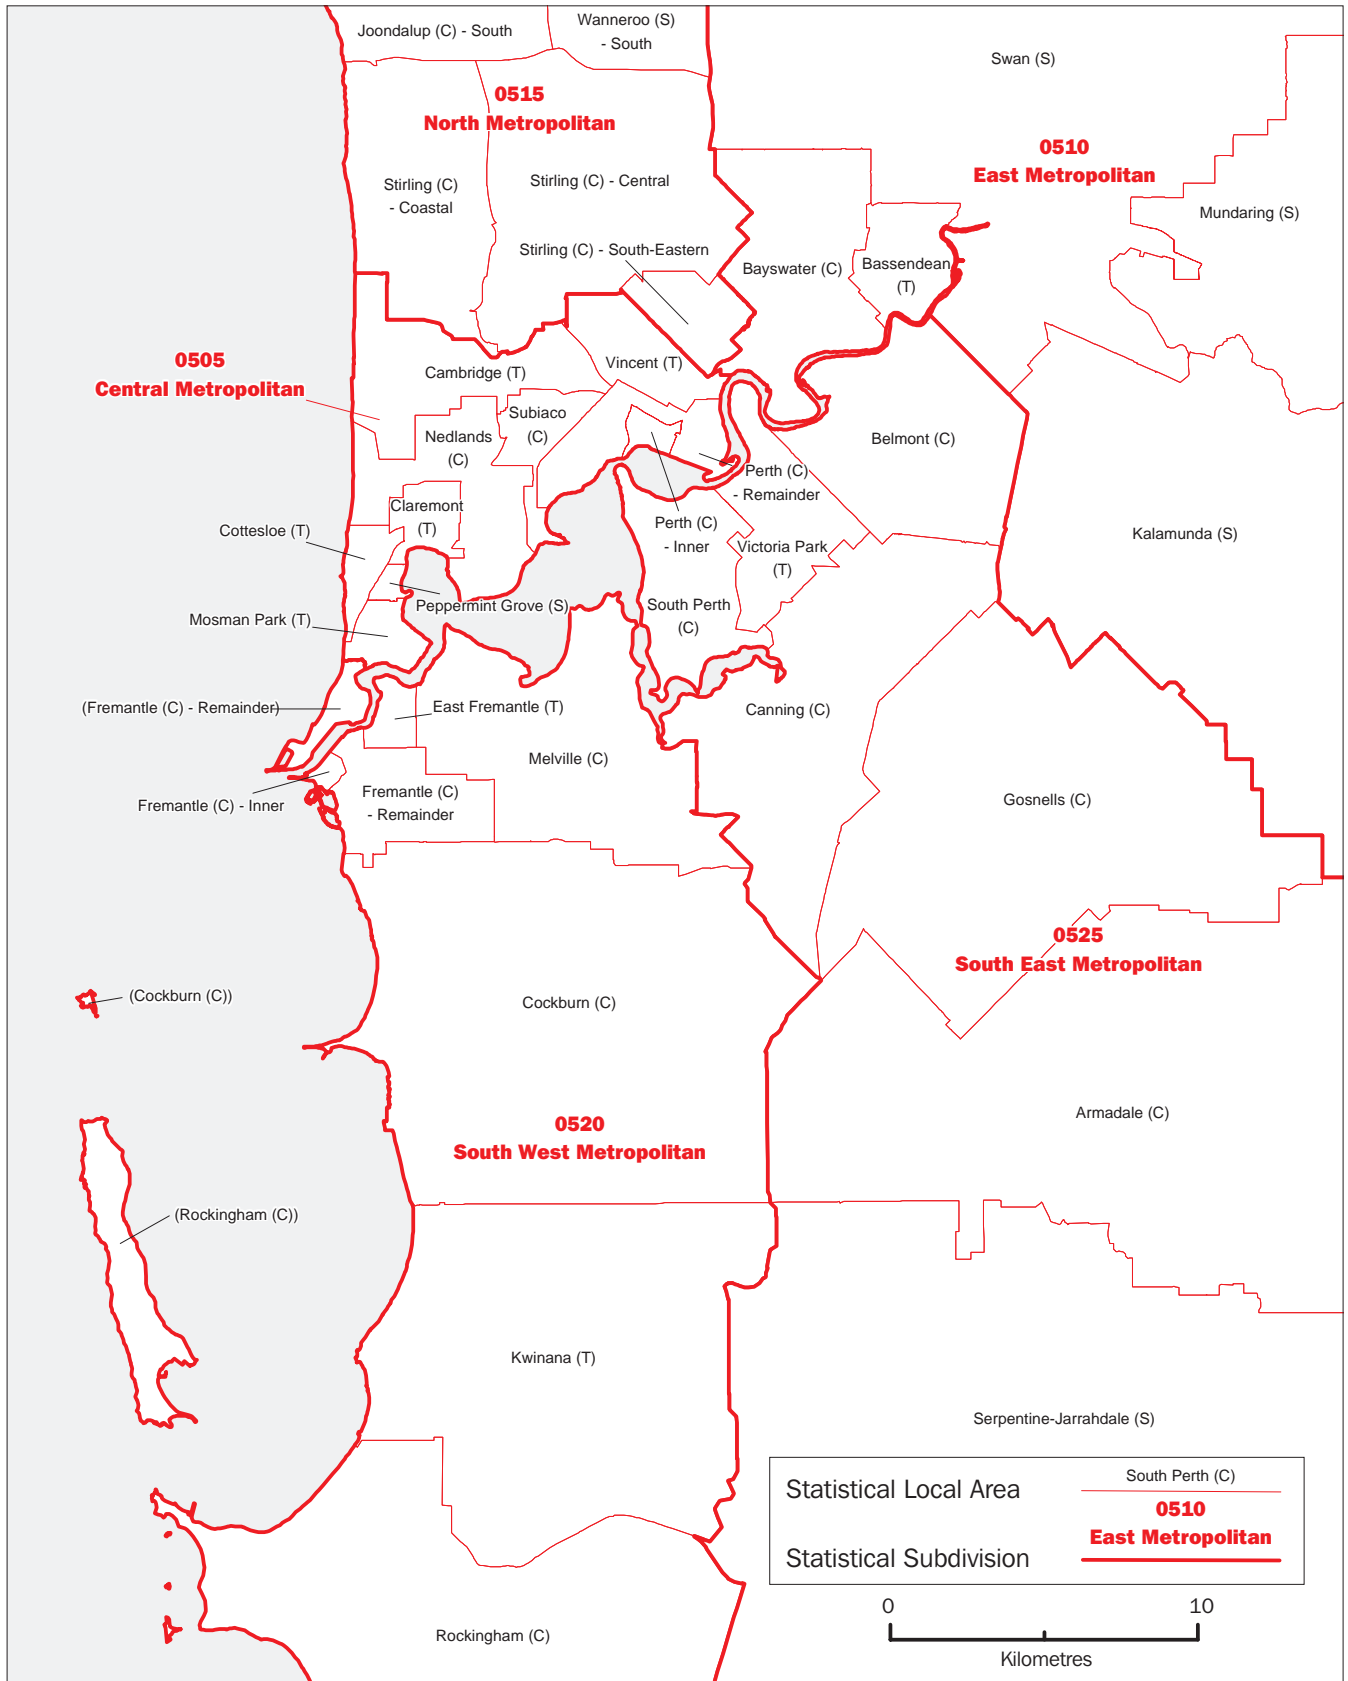 Joondalup (C) - South
Wanneroo (S)
- South
Swan (S)
0515
North Metropolitan
0510
East Metropolitan
Stirling (C)
- Coastal
Stirling (C) - Central
Mundaring (S)
Stirling (C) - South-Eastern
Bayswater (C)
Bassendean
(T)
0505
Central Metropolitan
Cambridge (T)
Vincent (T)
Subiaco
(C)
Nedlands
(C)
Belmont (C)
Perth (C)
- Remainder
Claremont
(T)
Cottesloe (T)
Perth (C)
- Inner
Victoria Park
(T)
Kalamunda (S)
Peppermint Grove (S)
South Perth
(C)
Mosman Park (T)
(Fremantle (C) - Remainder)
East Fremantle (T)
Canning (C)
Melville (C)
Fremantle (C) - Inner
Fremantle (C)
- Remainder
Gosnells (C)
0525
South East Metropolitan
(Cockburn (C))
Cockburn (C)
Armadale (C)
0520
South West Metropolitan
(Rockingham (C))
Kwinana (T)
Serpentine-Jarrahdale (S)
Statistical Local Area
South Perth (C)
0510
East Metropolitan
Statistical Subdivision
0 10
Kilometres
Rockingham (C)